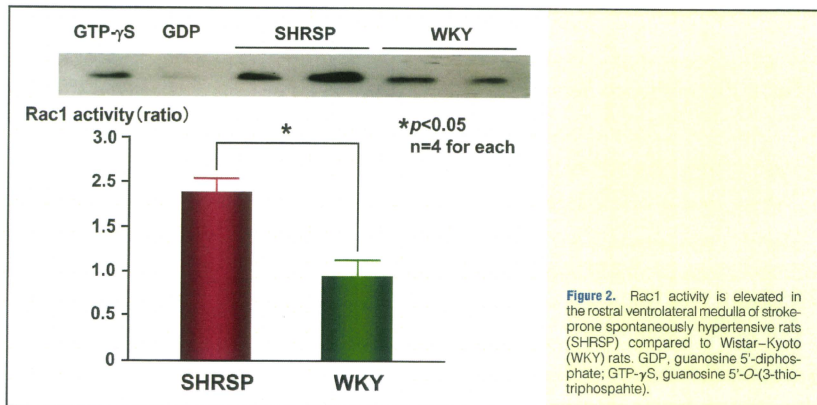 GTP-γS GDP SHRSP WKY
Rac1 activity(ratio)
*p<0.05
n=4 for each
*
3.0
2.5
1.0
0.5
0
SHRSP WKY
Figure 2. Rac1 activity is elevated in
the rostral ventrolateral medulla of stroke-
prone spontaneously hypertensive rats
(SHRSP) compared to Wistar–Kyoto
(WKY) rats. GDP, guanosine 5'-diphos-
phate; GTP-γS, guanosine 5'-O-(3-thio-
triphospahte).